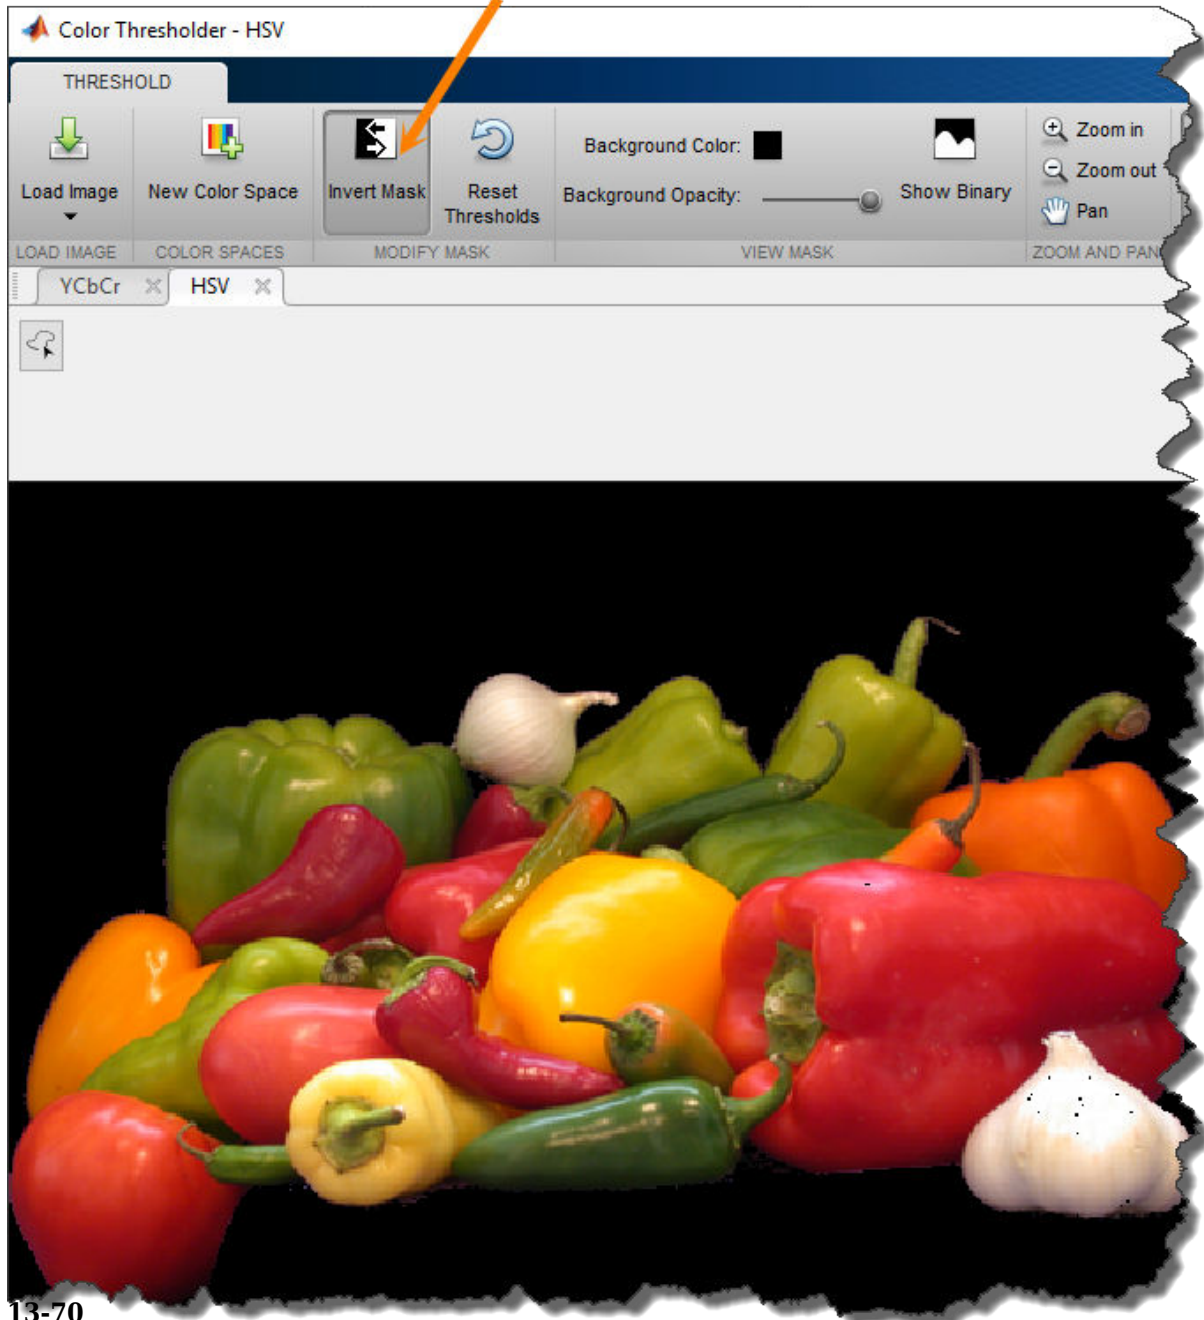 Color Thresholder - HSV
THRESHOLD
Load Image
New Color Space
Invert Mask
Reset
Thresholds
Background Color:
Background Opacity:
Show Binary
Zoom in
Zoom out
Pan
LOAD IMAGE
COLOR SPACES
MODIFY MASK
VIEW MASK
ZOOM AND PAN
YCbCr
HSV
13-70